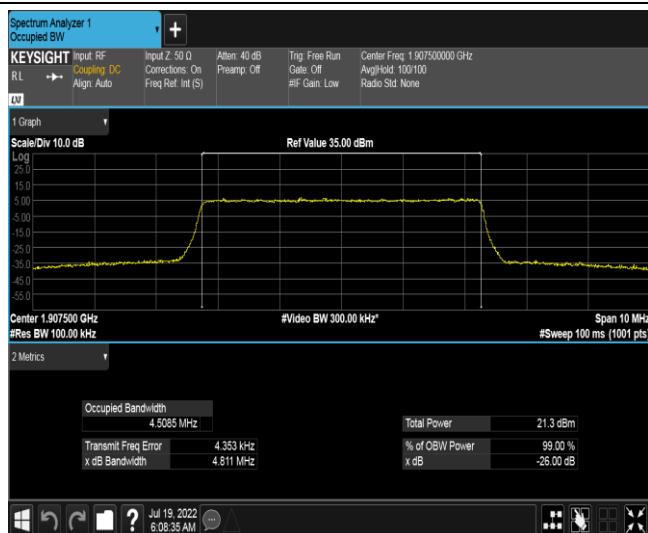 Spectrum Analyzer 1
Occupied BW
+
KEYSIGHT Input: RF Input Z: 50 Ω Atten: 40 dB Trig: Free Run Center Freq: 1.907500000 GHz
RL Coupling: DC Corrections: On Preamp: Off Gate: Off Avg|Hold: 100/100
Align: Auto Freq Ref: Int (S) #IF Gain: Low Radio Std: None
LXI
1 Graph
Scale/Div 10.0 dB Ref Value 35.00 dBm
Log
25.0
15.0
5.00
-5.00
-15.0
-25.0
-35.0
-45.0
-55.0
Center 1.907500 GHz #Video BW 300.00 kHz* Span 10 MHz
#Res BW 100.00 kHz #Sweep 100 ms (1001 pts)
2 Metrics
Occupied Bandwidth
4.5085 MHz Total Power 21.3 dBm
Transmit Freq Error 4.353 kHz % of OBW Power 99.00 %
x dB Bandwidth 4.811 MHz x dB -26.00 dB
? Jul 19, 2022
6:08:35 AM